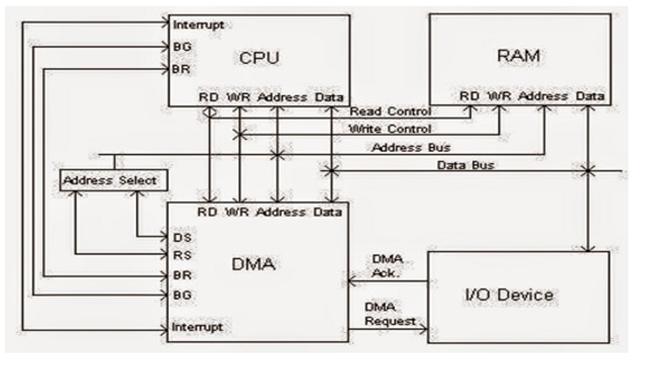 Interrupt
BG
BR
CPU
RD WR Address Data
RAM
RD WR Address Data
Read Control
Write Control
Address Bus
Data Bus
Address Select
RD WR Address Data
DS
RS
BR
BG
Interrupt
DMA
DMA
Ack.
DMA
Request
I/O Device